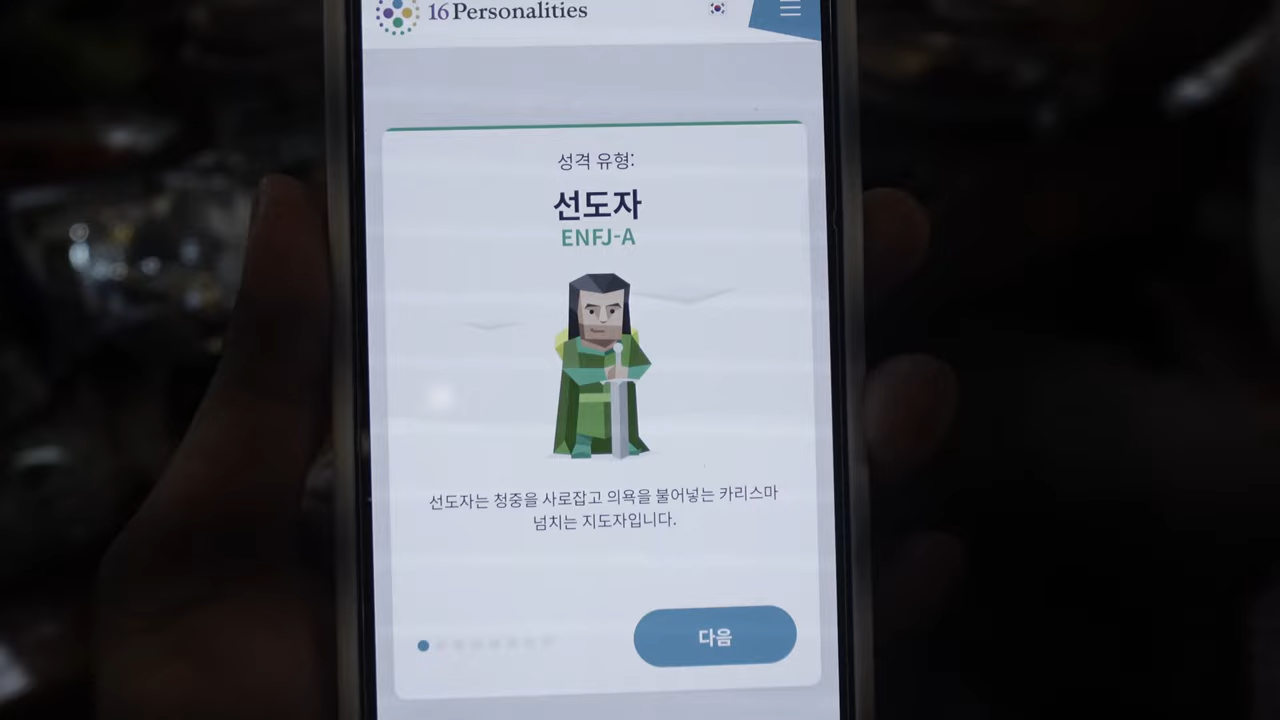 16Personalities
성격 유형:
선도자
ENFJ-A
선도자는 청중을 사로잡고 의욕을 불어넣는 카리스마
넘치는 지도자입니다.
다음